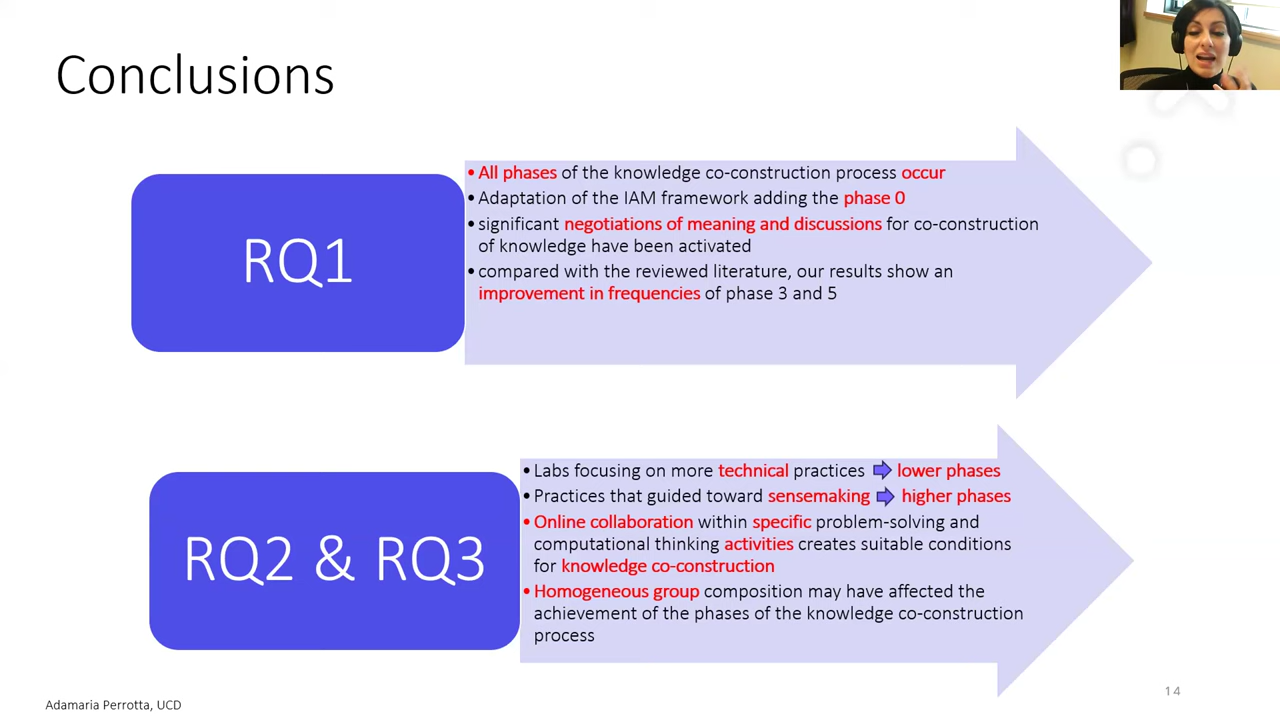 Conclusions
RQ1
•All phases of the knowledge co-construction process occur
•Adaptation of the IAM framework adding the phase 0
•significant negotiations of meaning and discussions for co-construction
of knowledge have been activated
•compared with the reviewed literature, our results show an
improvement in frequencies of phase 3 and 5
RQ2 & RQ3
•Labs focusing on more technical practices ➡ lower phases
•Practices that guided toward sensemaking ➡ higher phases
•Online collaboration within specific problem-solving and
computational thinking activities creates suitable conditions
for knowledge co-construction
•Homogeneous group composition may have affected the
achievement of the phases of the knowledge co-construction
process
Adamaria Perrotta, UCD
14